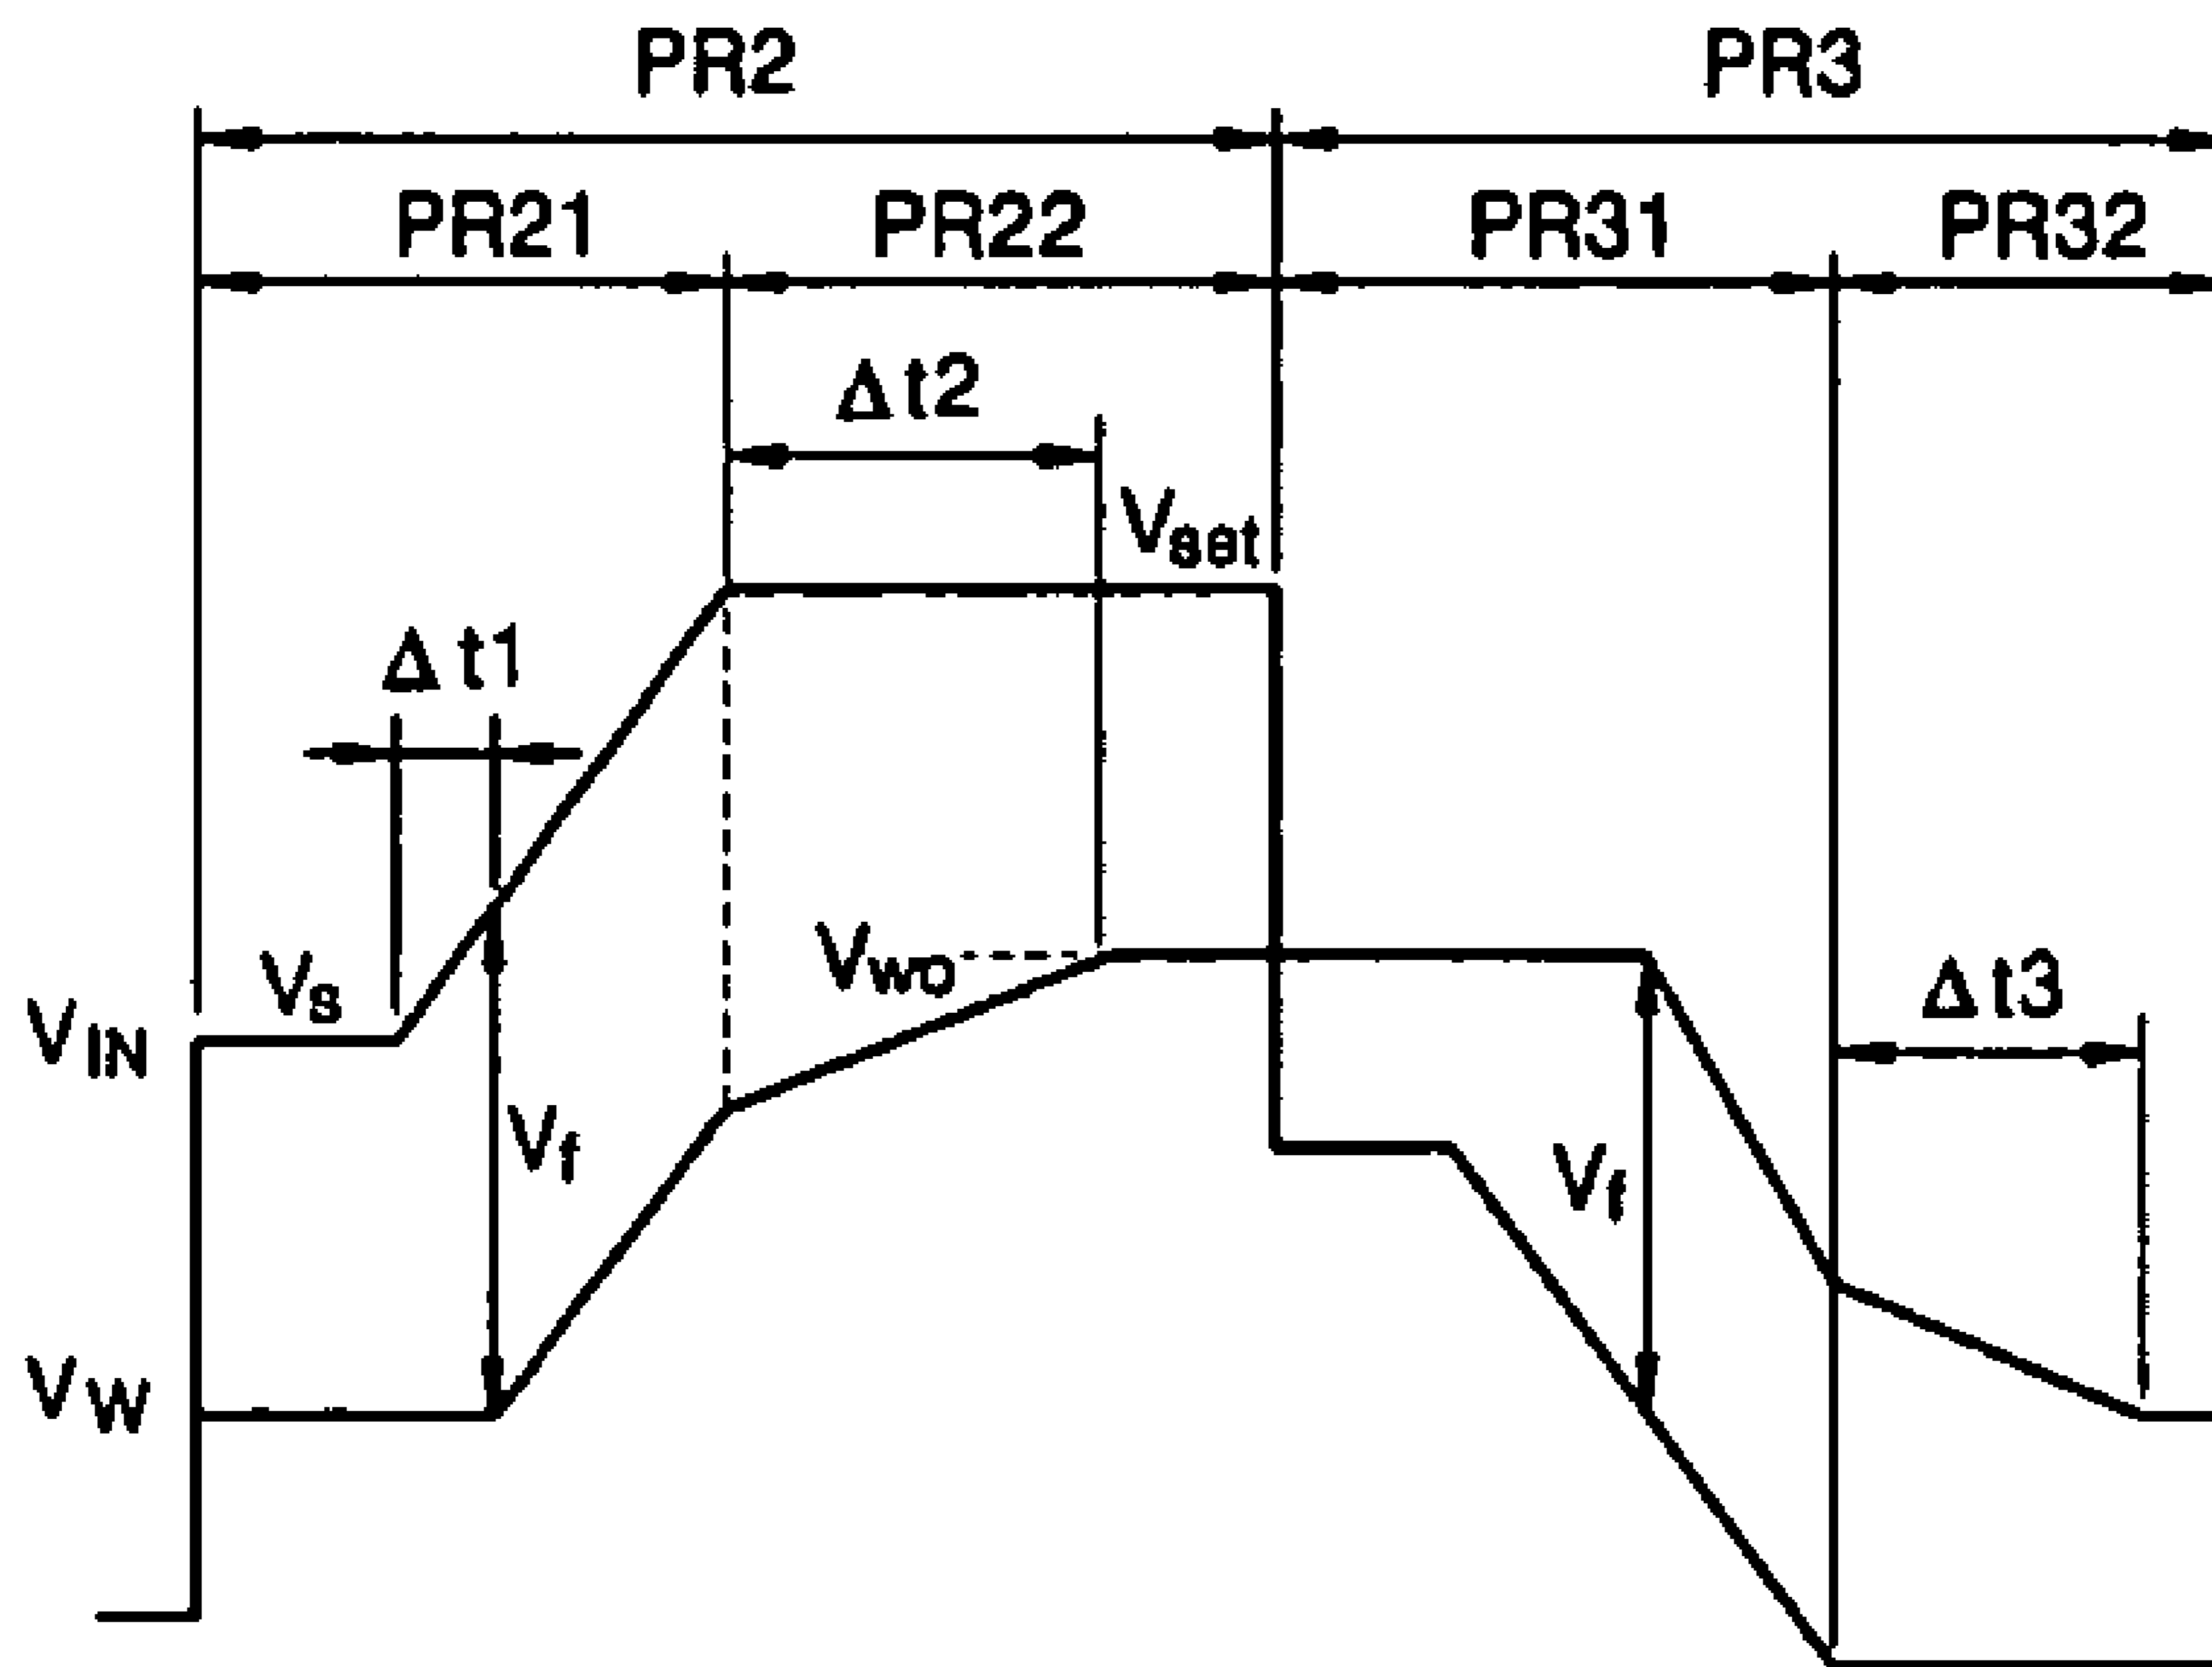 PR2 PR3
PR21 PR22 PR31 PR32
Δt2
Vset
Δt1
Vs
VWO
Δt3
VIN
Vf
Vf
VW